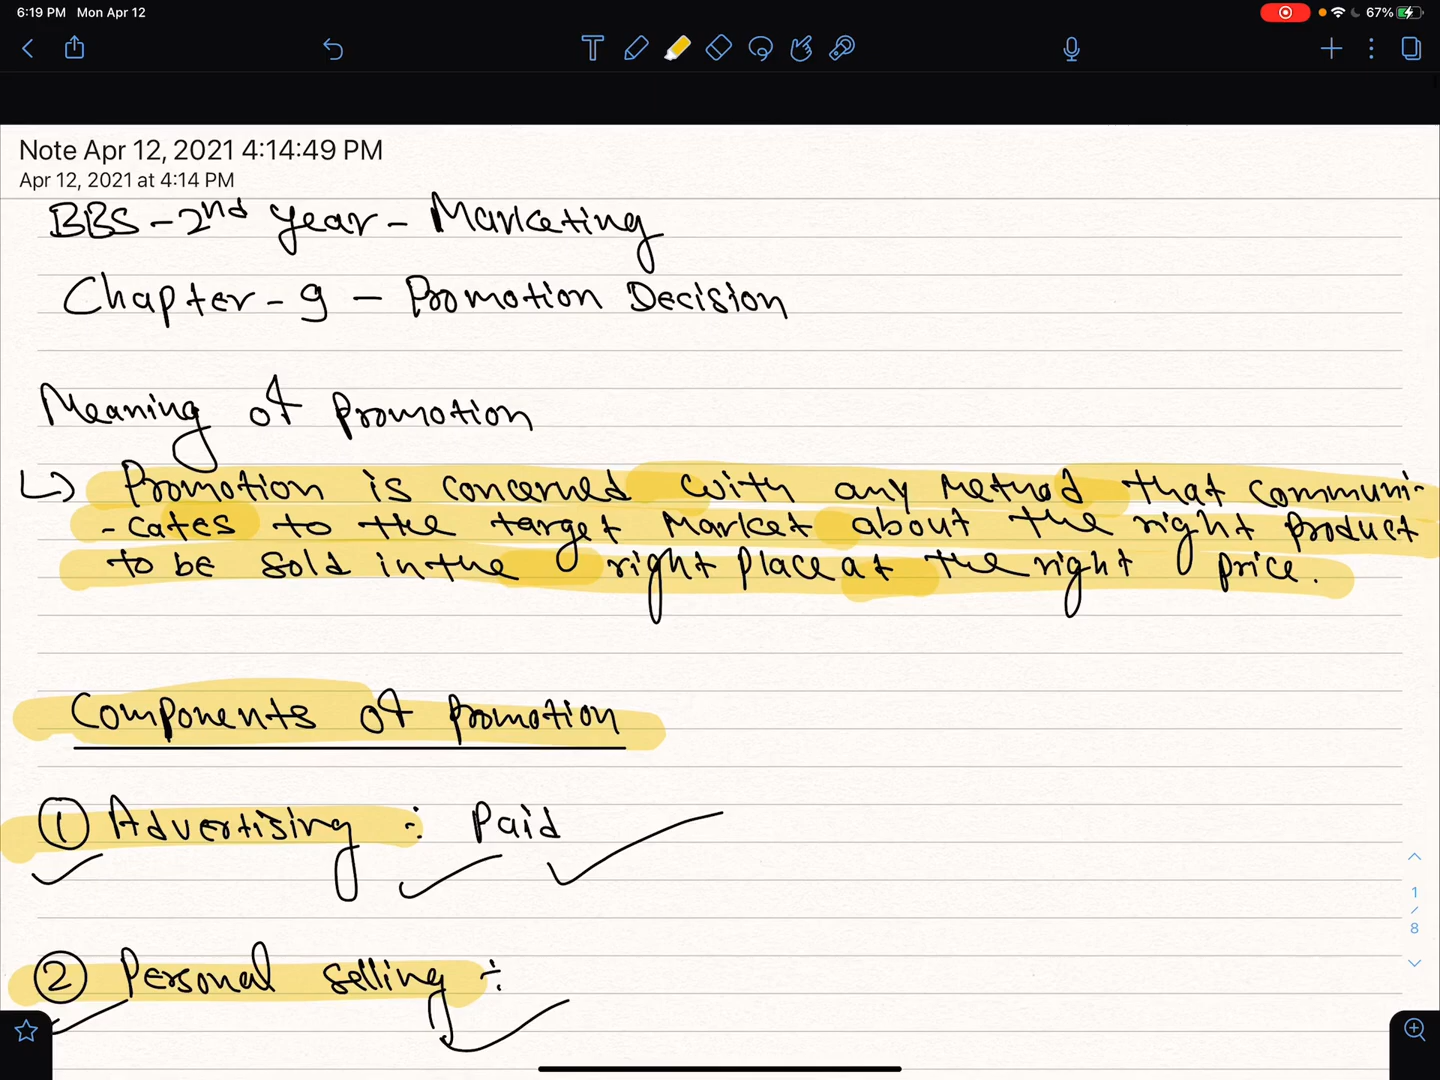 6:19 PM Mon Apr 12
67%
Note Apr 12, 2021 4:14:49 PM
Apr 12, 2021 at 4:14 PM
BBS - 2nd year - Marketing
Chapter - 9 - Promotion Decision
Meaning of promotion
↳ Promotion is concerned with any method that communi-
-cates to the target market about the right product
to be sold in the right place at the right price.
Components of promotion
① Advertising : Paid
② Personal selling :
1
/
8